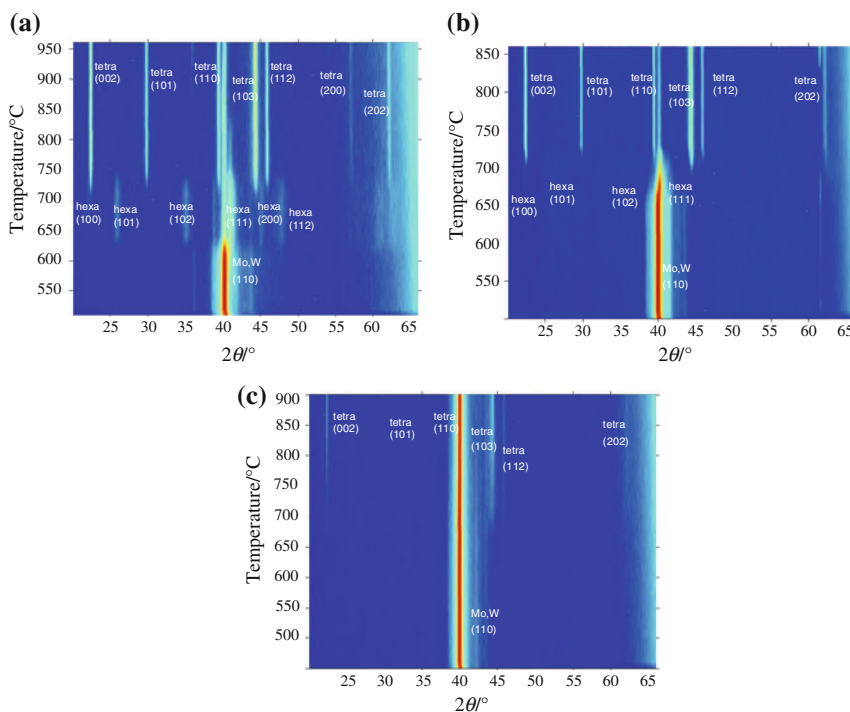 (a)
Temperature/°C
950
900
850
800
750
700
650
600
550
tetra
(002)
tetra
(101)
tetra
(110)
tetra
(103)
tetra
(112)
tetra
(200)
tetra
(202)
hexa
(100)
hexa
(101)
hexa
(102)
hexa
(111)
hexa
(200)
hexa
(112)
Mo,W
(110)
25 30 35 40 45 50 55 60 65
2θ/°
(b)
Temperature/°C
850
800
750
700
650
600
550
tetra
(002)
tetra
(101)
tetra
(110)
tetra
(103)
tetra
(112)
tetra
(202)
hexa
(100)
hexa
(101)
hexa
(102)
hexa
(111)
Mo,W
(110)
25 30 35 40 45 50 55 60 65
2θ/°
(c)
Temperature/°C
900
850
800
750
700
650
600
550
500
tetra
(002)
tetra
(101)
tetra
(110)
tetra
(103)
tetra
(112)
tetra
(202)
Mo,W
(110)
25 30 35 40 45 50 55 60 65
2θ/°